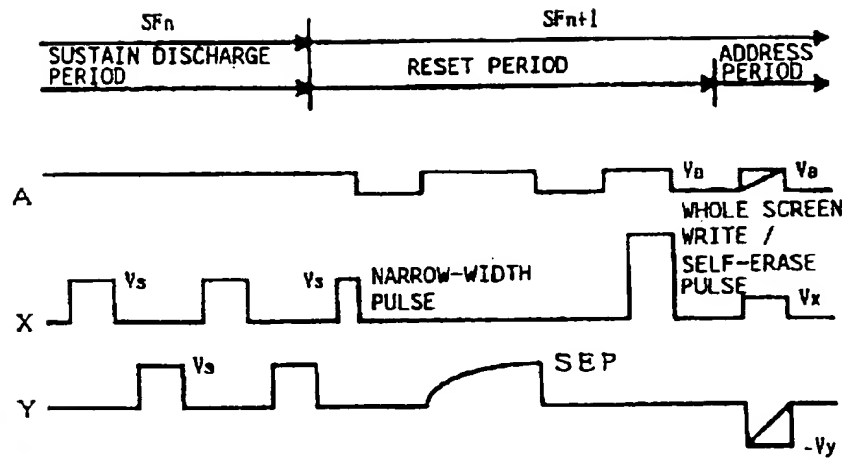 SFn
SFn+1
SUSTAIN DISCHARGE
PERIOD
RESET PERIOD
ADDRESS
PERIOD
A
Va
Va
WHOLE SCREEN
WRITE /
SELF-ERASE
PULSE
X
Vs
Vs
NARROW-WIDTH
PULSE
Vx
Y
Vs
SEP
-Vy